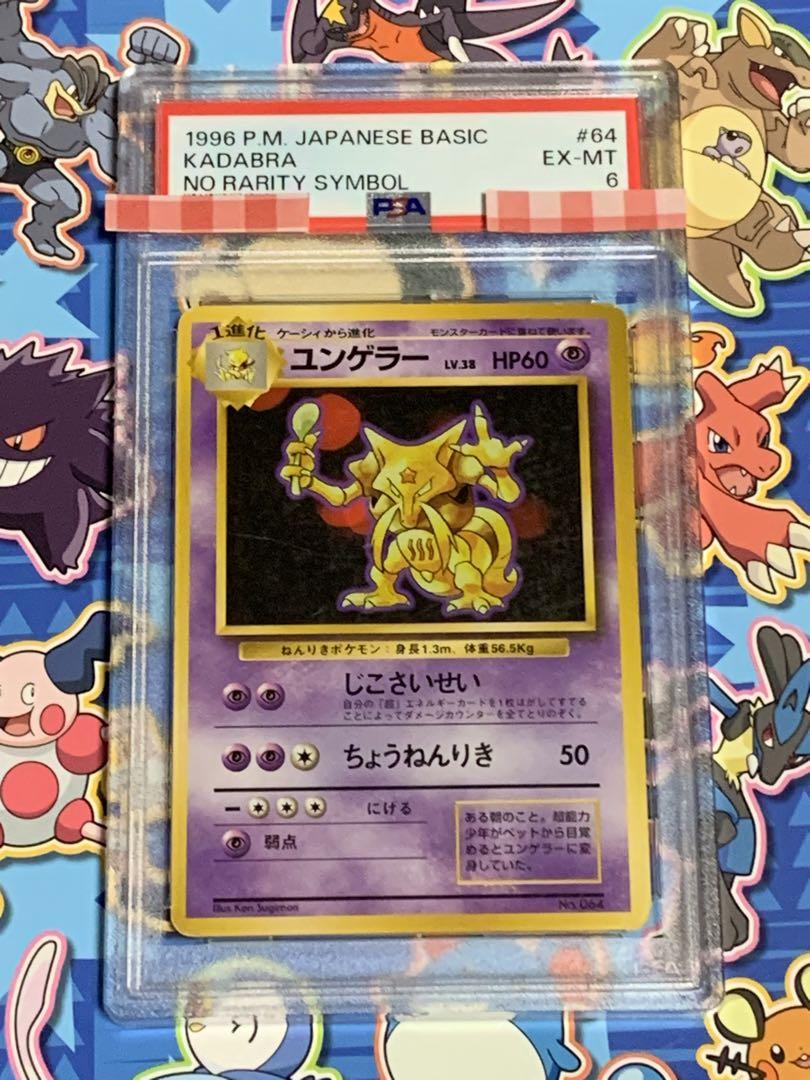 1996 P.M. JAPANESE BASIC #64
KADABRA EX-MT
NO RARITY SYMBOL 6
PSA
1進化 ケーシィから進化 モンスターカードに重ねて使います。
ユンゲラー LV.38 HP60
ねんりきポケモン：身長1.3m、体重56.5Kg
じこさいせい
自分の『超』エネルギーカードを1枚はがしてすてる
ことによってダメージカウンターを全てとりのぞく。
ちょうねんりき 50
ー にげる
弱点
ある朝のこと。超能力
少年がベットから目覚
めるとユンゲラーに変
身していた。
Illus. Ken Sugimori No. 064